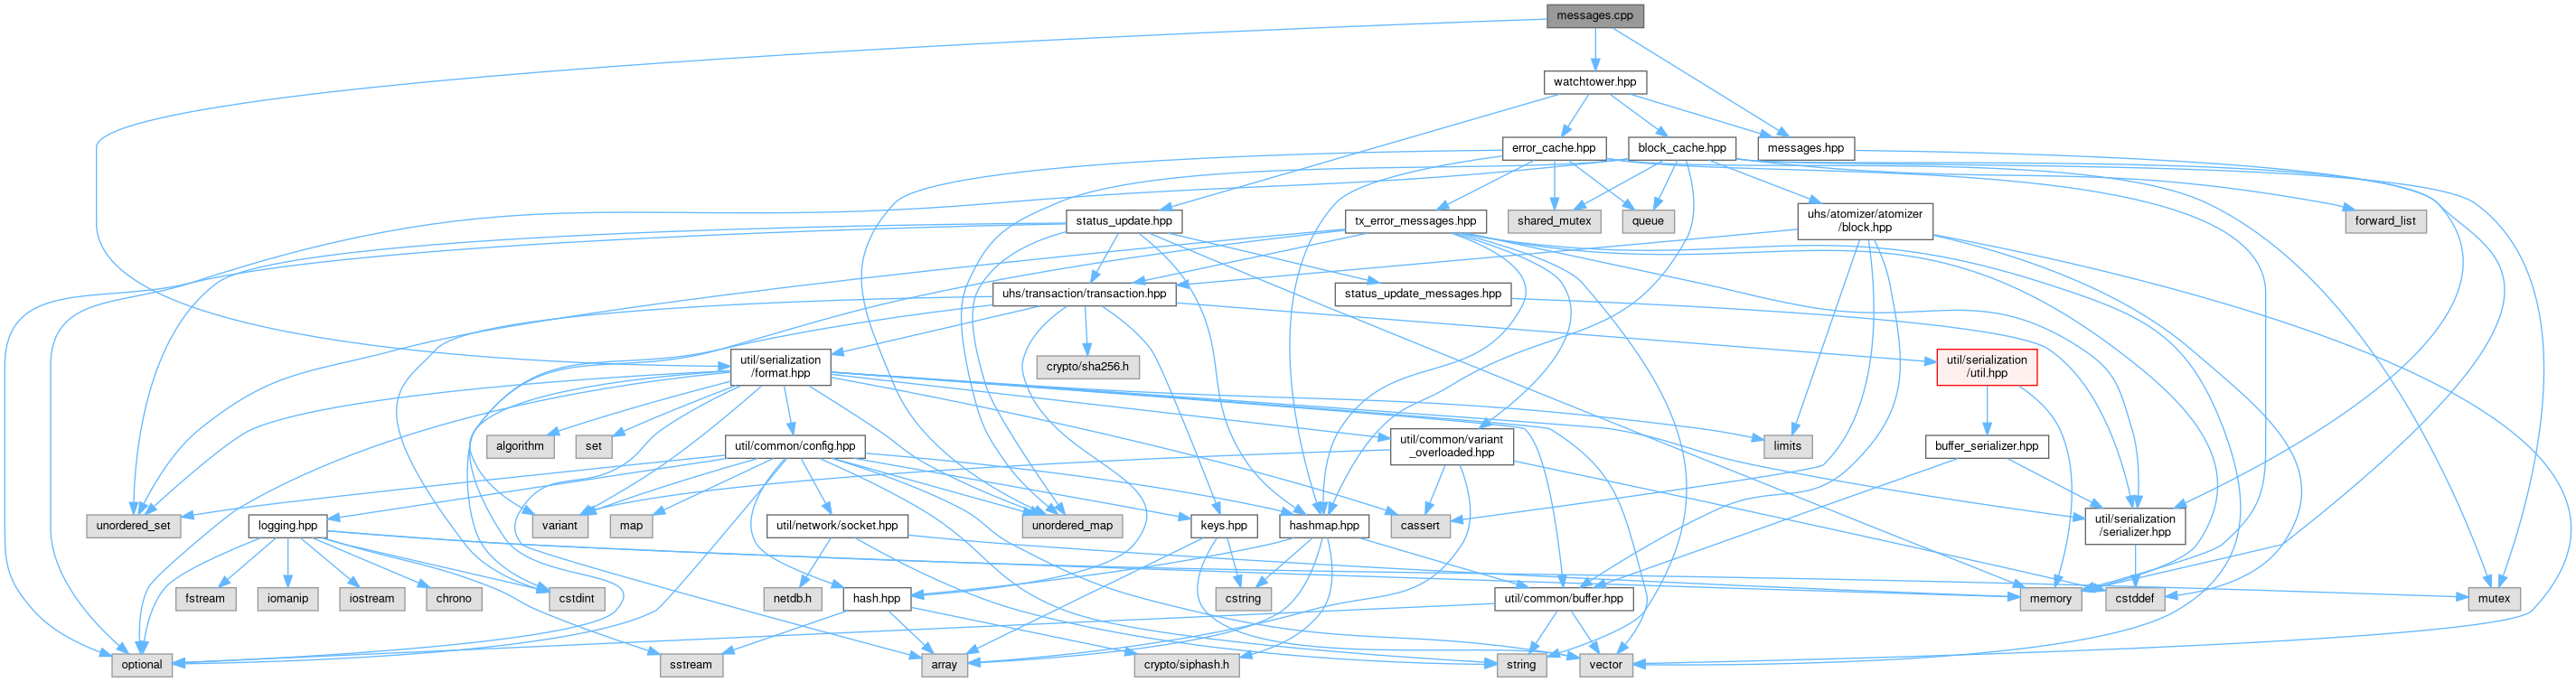 messages.cpp
watchtower.hpp
error_cache.hpp
block_cache.hpp
messages.hpp
status_update.hpp
tx_error_messages.hpp
shared_mutex
queue
uhs/atomizer/atomizer
/block.hpp
forward_list
uhs/transaction/transaction.hpp
status_update_messages.hpp
util/serialization
/format.hpp
crypto/sha256.h
util/serialization
/util.hpp
algorithm
set
util/common/config.hpp
util/common/variant
_overloaded.hpp
limits
buffer_serializer.hpp
unordered_set
logging.hpp
variant
map
util/network/socket.hpp
unordered_map
keys.hpp
hashmap.hpp
cassert
util/serialization
/serializer.hpp
fstream
iomanip
iostream
chrono
cstdint
netdb.h
hash.hpp
cstring
util/common/buffer.hpp
memory
cstddef
mutex
optional
sstream
array
crypto/siphash.h
string
vector